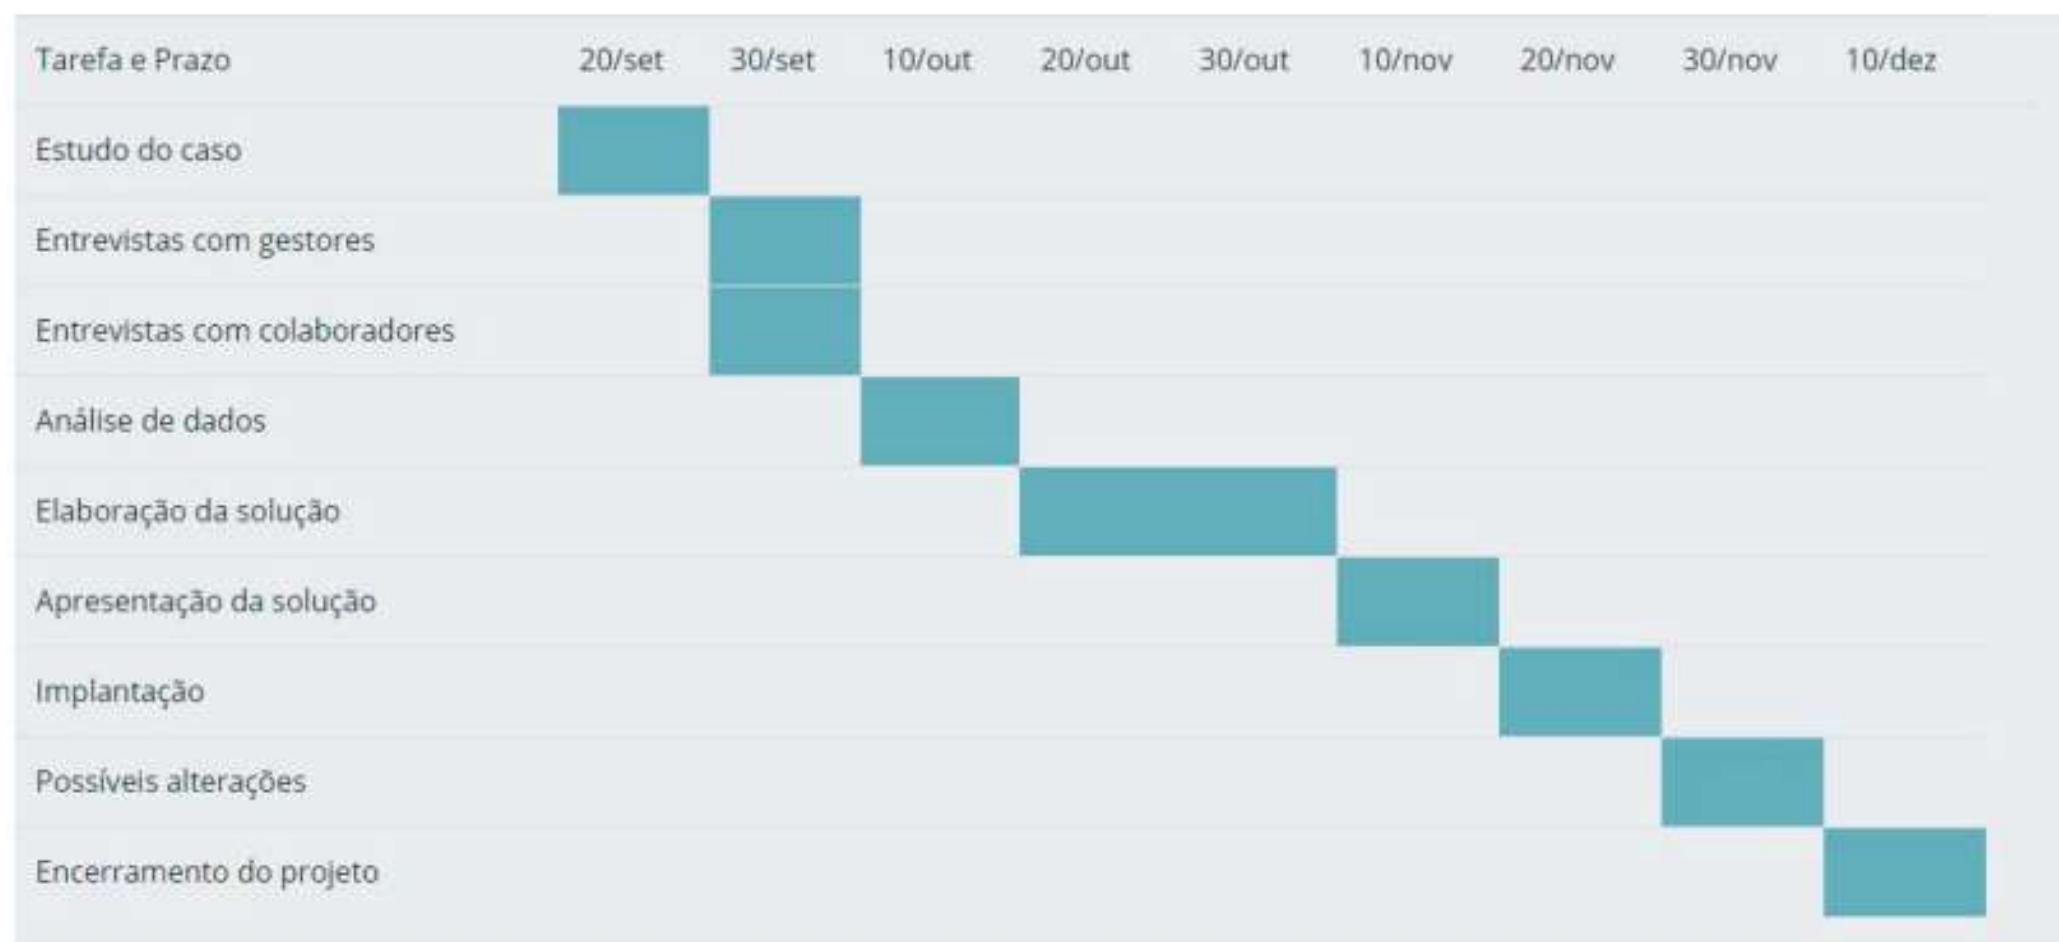 Tarefa e Prazo 20/set 30/set 10/out 20/out 30/out 10/nov 20/nov 30/nov 10/dez
Estudo do caso
Entrevistas com gestores
Entrevistas com colaboradores
Análise de dados
Elaboração da solução
Apresentação da solução
Implantação
Possíveis alterações
Encerramento do projeto